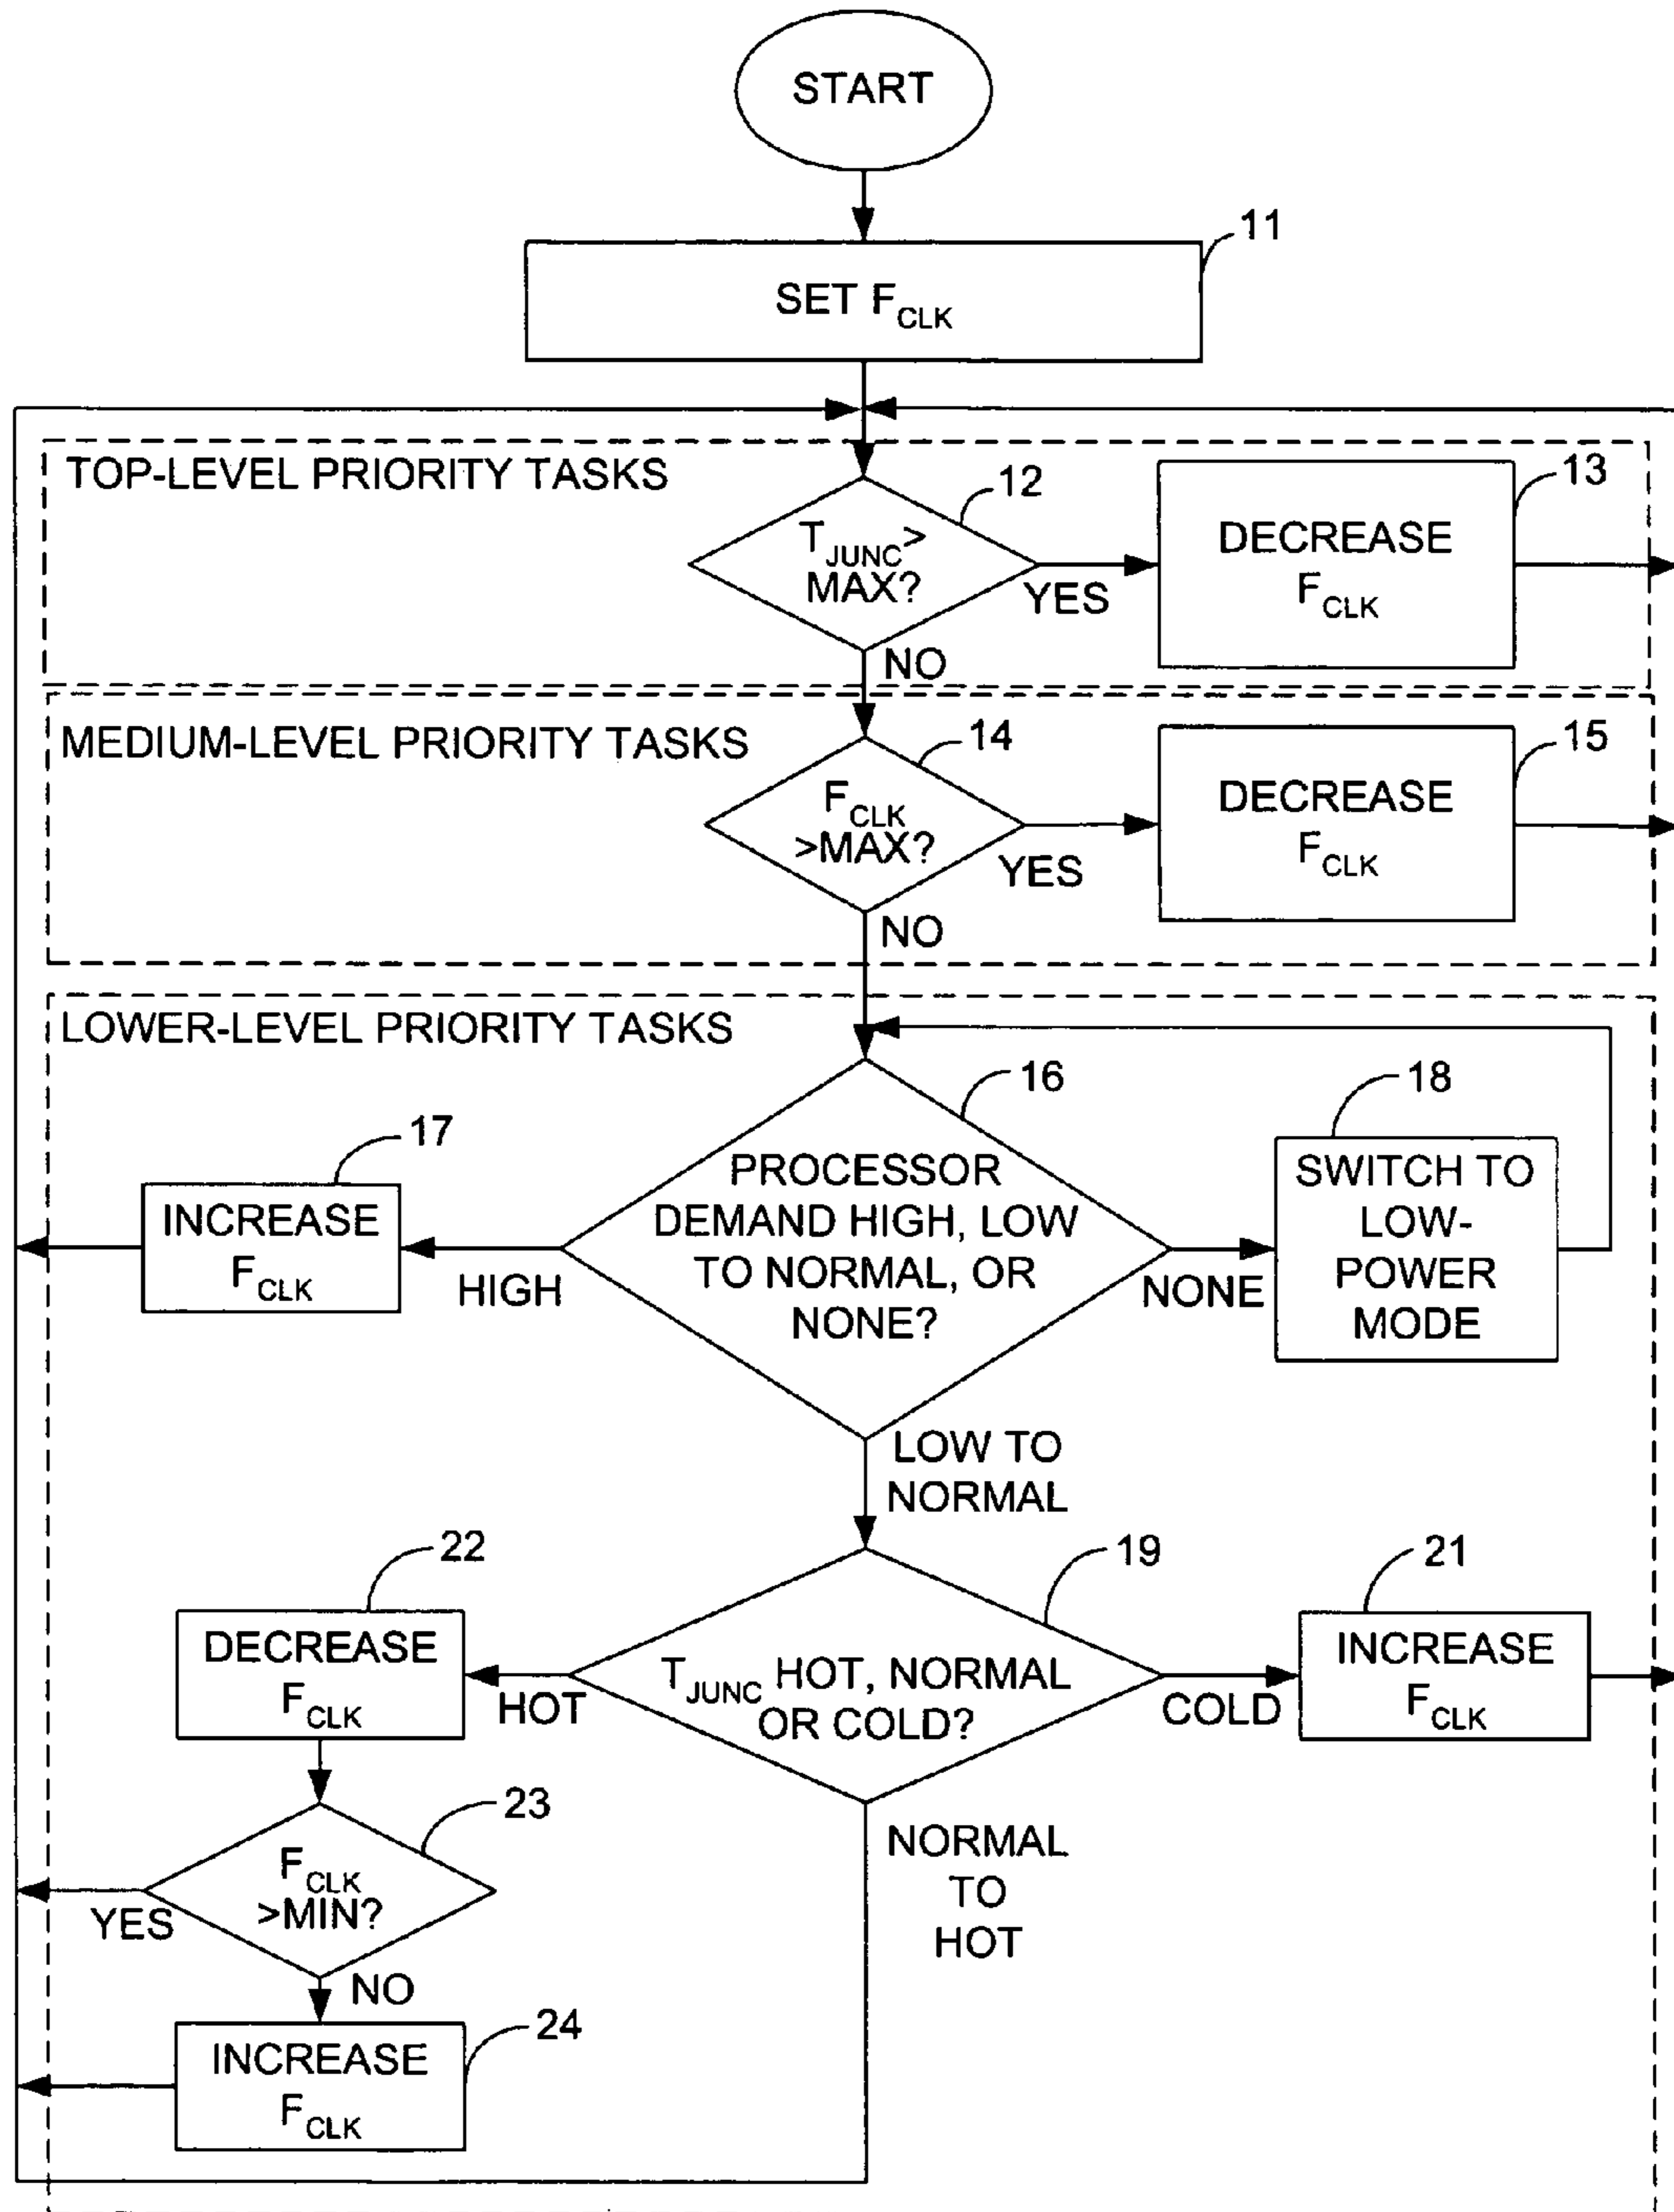 START
11
SET FCLK
TOP-LEVEL PRIORITY TASKS
12
TJUNC>
MAX?
YES
NO
13
DECREASE
FCLK
MEDIUM-LEVEL PRIORITY TASKS
14
FCLK
>MAX?
YES
NO
15
DECREASE
FCLK
LOWER-LEVEL PRIORITY TASKS
16
PROCESSOR
DEMAND HIGH, LOW
TO NORMAL, OR
NONE?
17
INCREASE
FCLK
HIGH
NONE
18
SWITCH TO
LOW-
POWER
MODE
LOW TO
NORMAL
19
TJUNC HOT, NORMAL
OR COLD?
22
DECREASE
FCLK
HOT
COLD
21
INCREASE
FCLK
23
FCLK
>MIN?
YES
NO
NORMAL
TO
HOT
24
INCREASE
FCLK